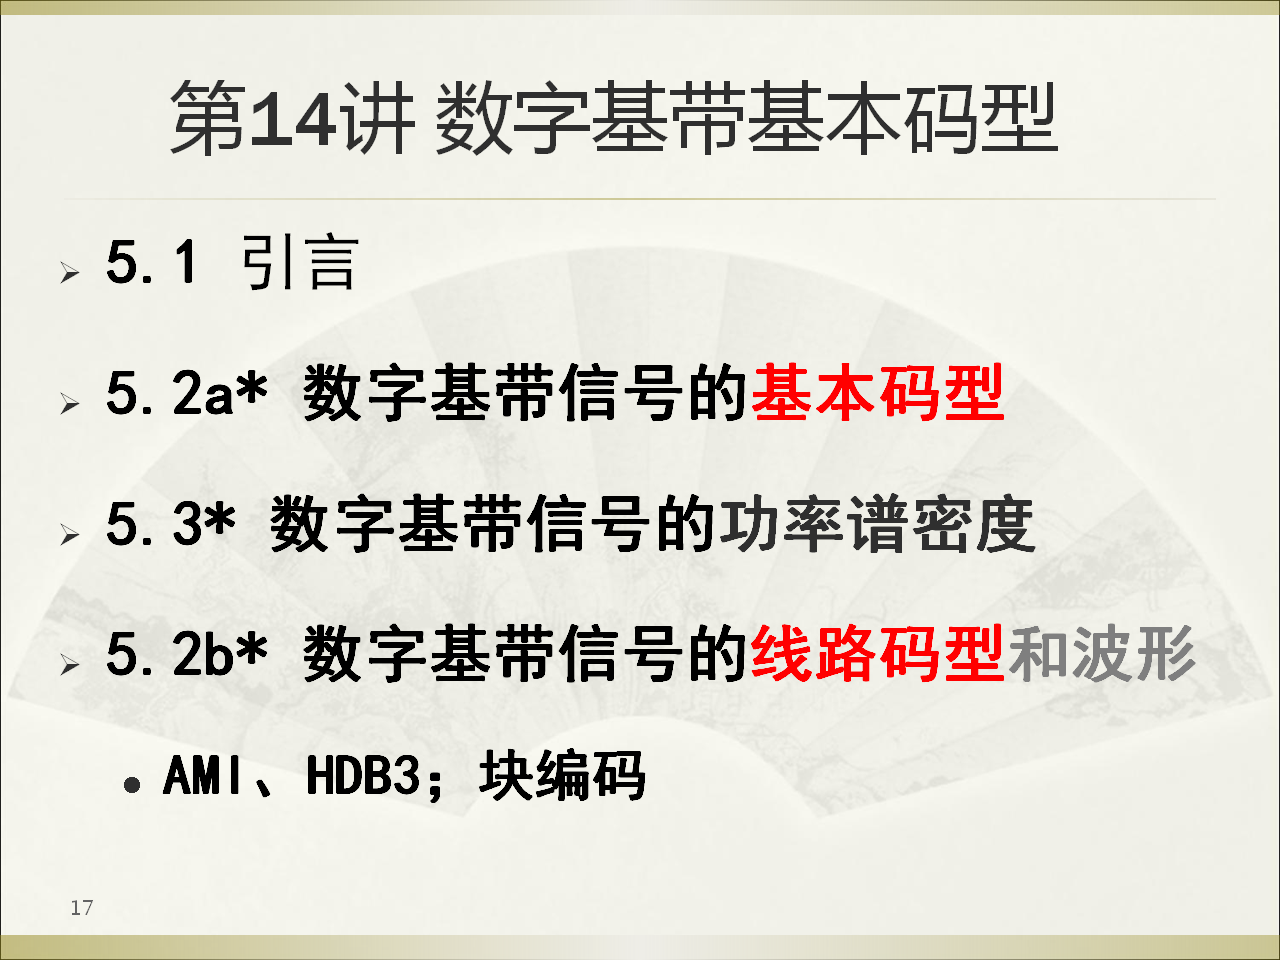 第14讲 数字基带基本码型
5.1 引言
5.2a* 数字基带信号的基本码型
5.3* 数字基带信号的功率谱密度
5.2b* 数字基带信号的线路码型和波形
AMI、HDB3；块编码
17